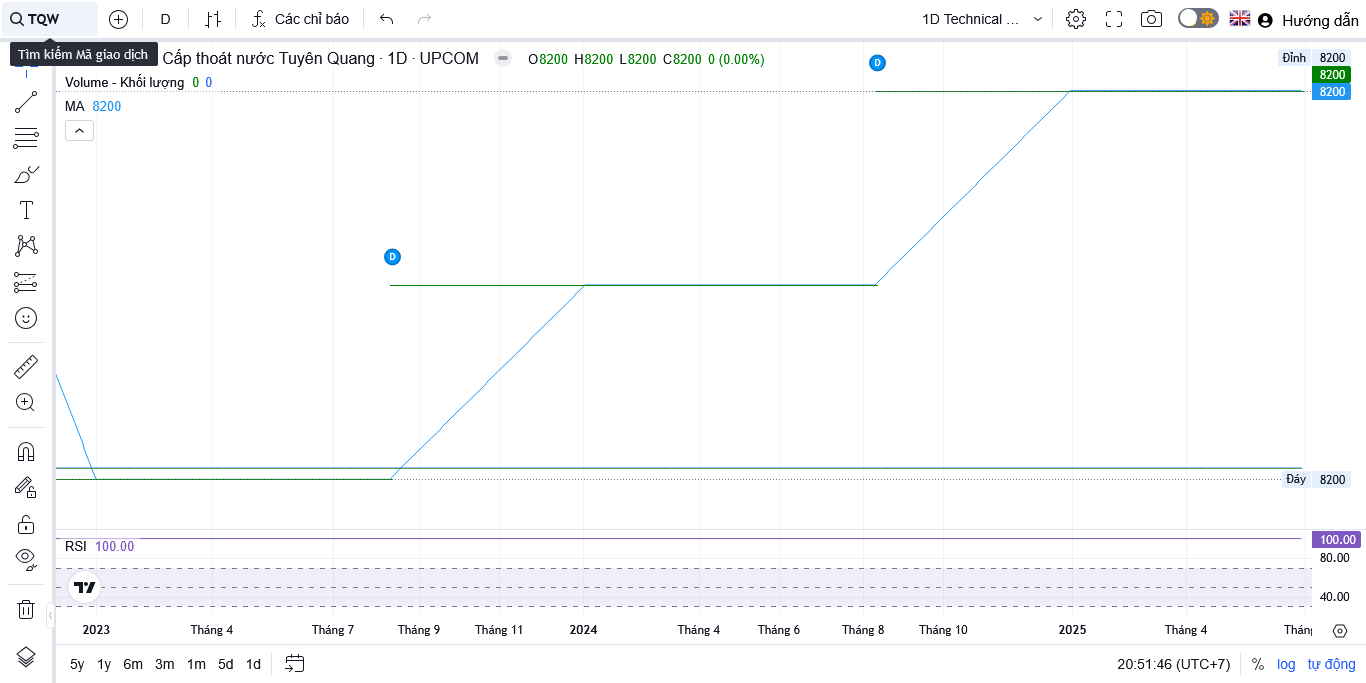 TQW
D
Các chỉ báo
1D Technical ...
Hướng dẫn
Tìm kiếm Mã giao dịch
Cấp thoát nước Tuyên Quang · 1D · UPCOM
O8200 H8200 L8200 C8200 0 (0.00%)
Volume - Khối lượng 0 0
MA 8200
D
D
Đỉnh 8200
8200
8200
Đáy 8200
RSI 100.00
100.00
80.00
40.00
2023 Tháng 4 Tháng 7 Tháng 9 Tháng 11 2024 Tháng 4 Tháng 6 Tháng 8 Tháng 10 2025 Tháng 4
5y 1y 6m 3m 1m 5d 1d
20:51:46 (UTC+7) % log tự động